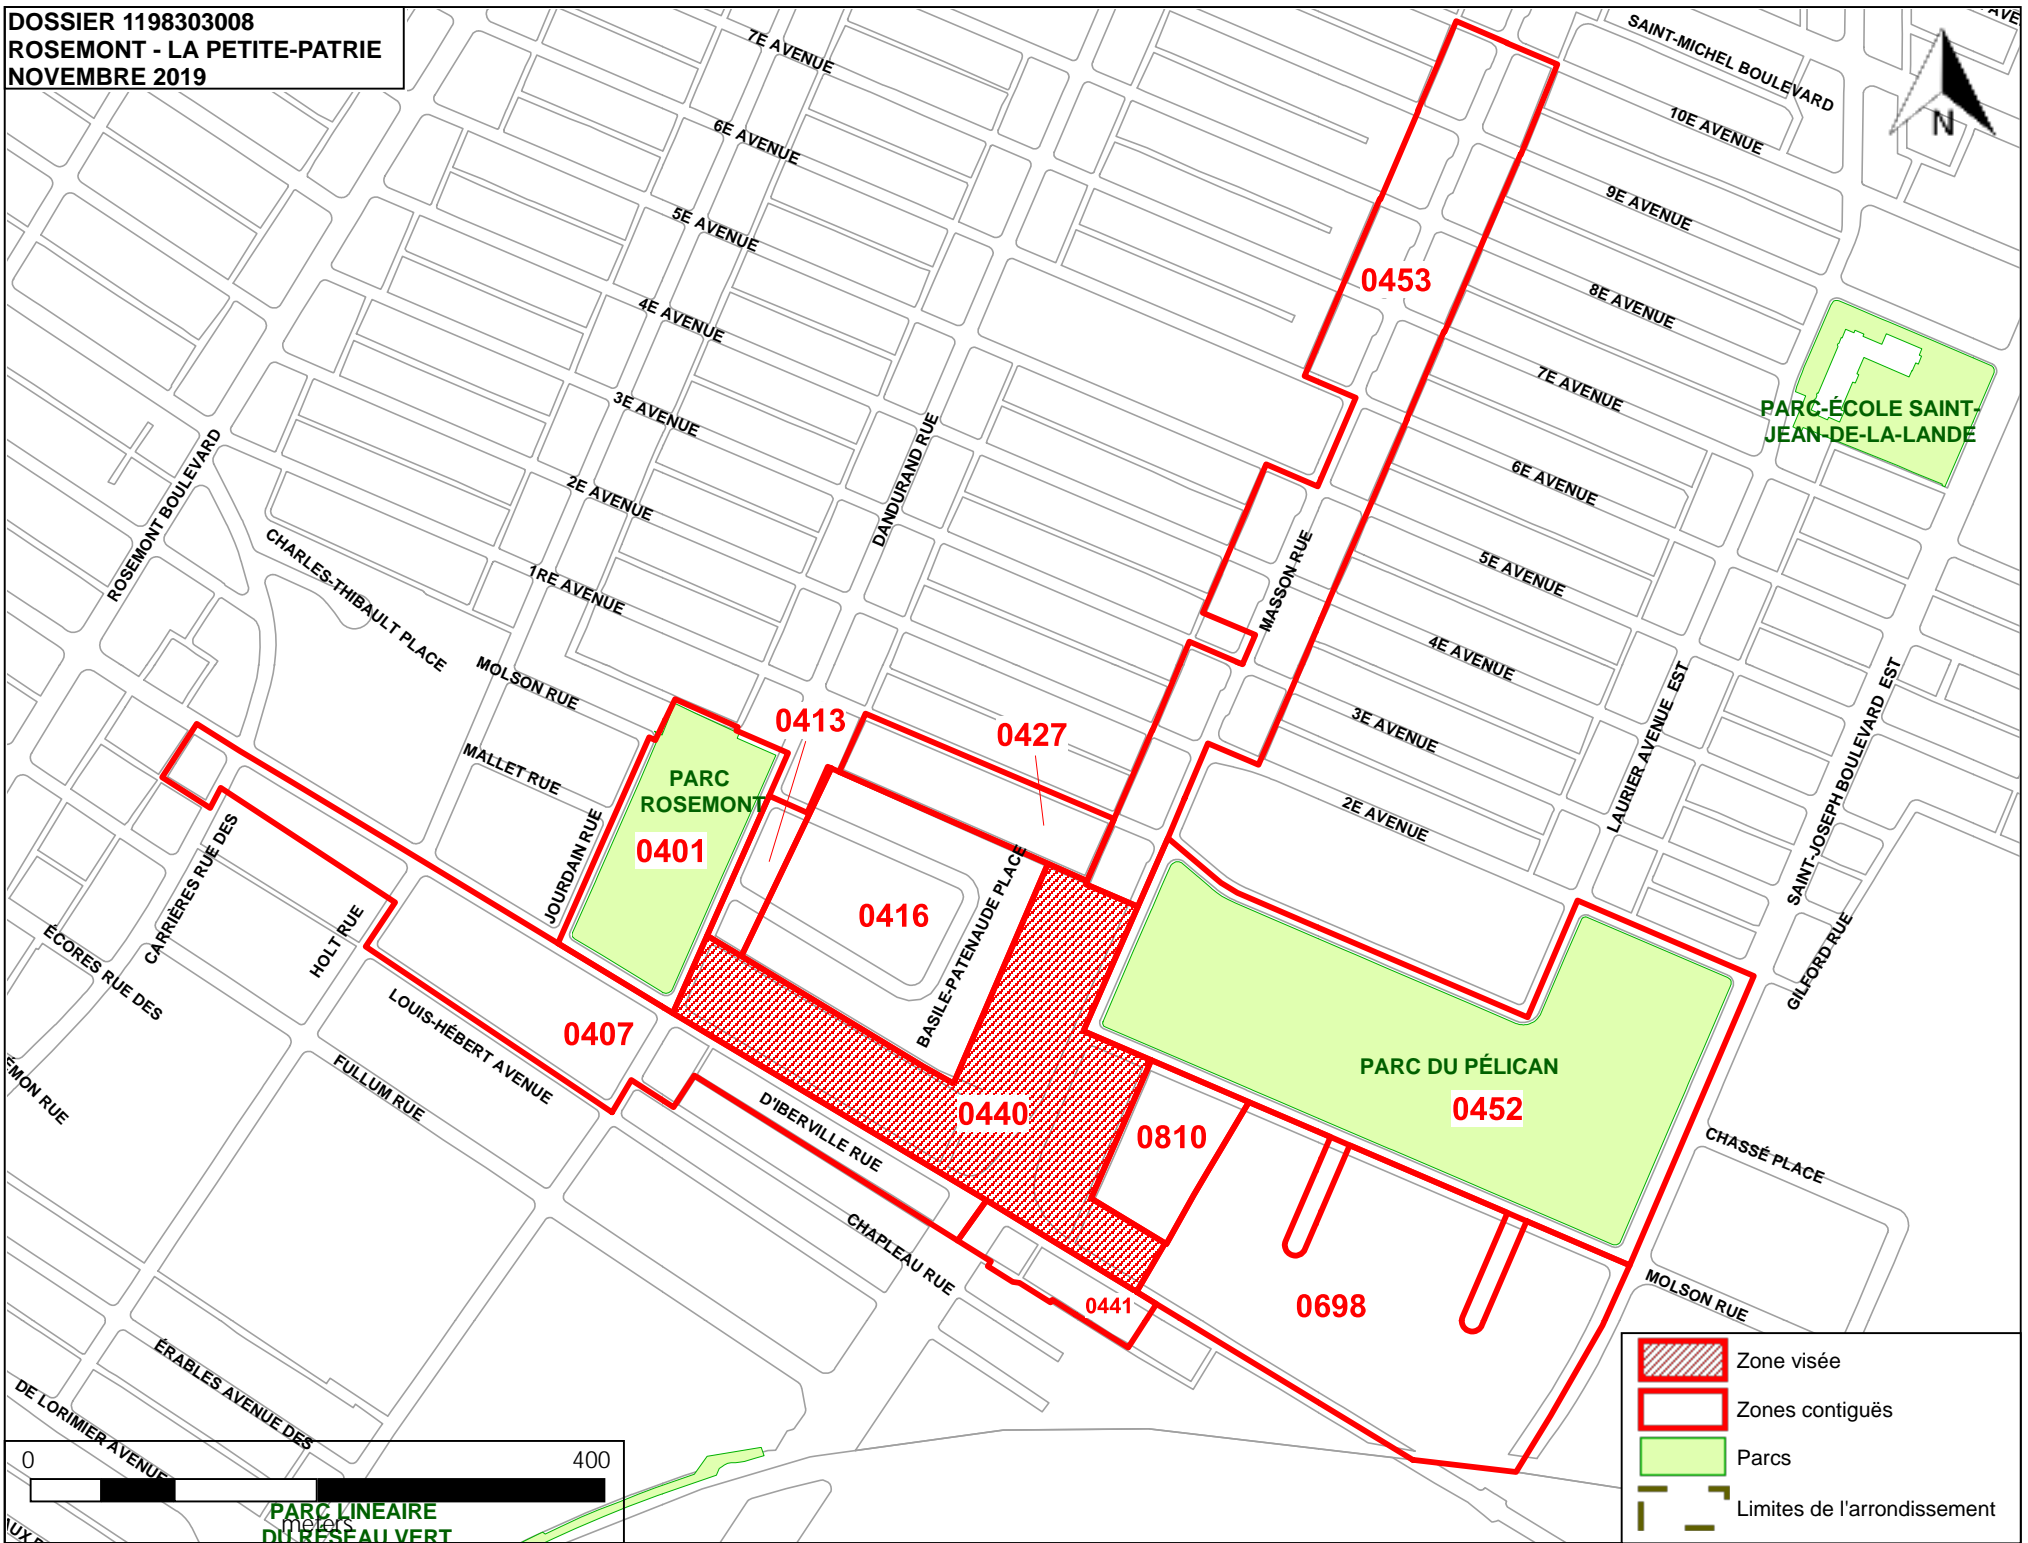 DOSSIER 1198303008
ROSEMONT - LA PETITE-PATRIE
NOVEMBRE 2019
7E AVENUE
SAINT-MICHEL BOULEVARD
N
10E AVENUE
6E AVENUE
9E AVENUE
5E AVENUE
0453
8E AVENUE
4E AVENUE
7E AVENUE
3E AVENUE
PARC-ÉCOLE SAINT-
JEAN-DE-LA-LANDE
DANDURAND RUE
ROSEMONT BOULEVARD
2E AVENUE
6E AVENUE
MASSON RUE
5E AVENUE
CHARLES-THIBAULT PLACE
1RE AVENUE
4E AVENUE
MOLSON RUE
3E AVENUE
LAURIER AVENUE EST
SAINT-JOSEPH BOULEVARD EST
0413
0427
MALLET RUE
PARC
ROSEMONT
0401
2E AVENUE
JOURDAIN RUE
CARRIÈRES RUE DES
0416
BASILE-PATENAUDE PLACE
HOLT RUE
ÉCORES RUE DES
GILFORD RUE
LOUIS-HÉBERT AVENUE
0407
FULLUM RUE
PARC DU PÉLICAN
0452
D'IBERVILLE RUE
0440
0810
CHASSÉ PLACE
CHAPLEAU RUE
0441
0698
MOLSON RUE
ÉRABLES AVENUE DES
DE LORIMIER AVENUE
Zone visée
Zones contiguës
Parcs
Limites de l'arrondissement
0
400
meters
PARC LINÉAIRE
DU RÉSEAU VERT